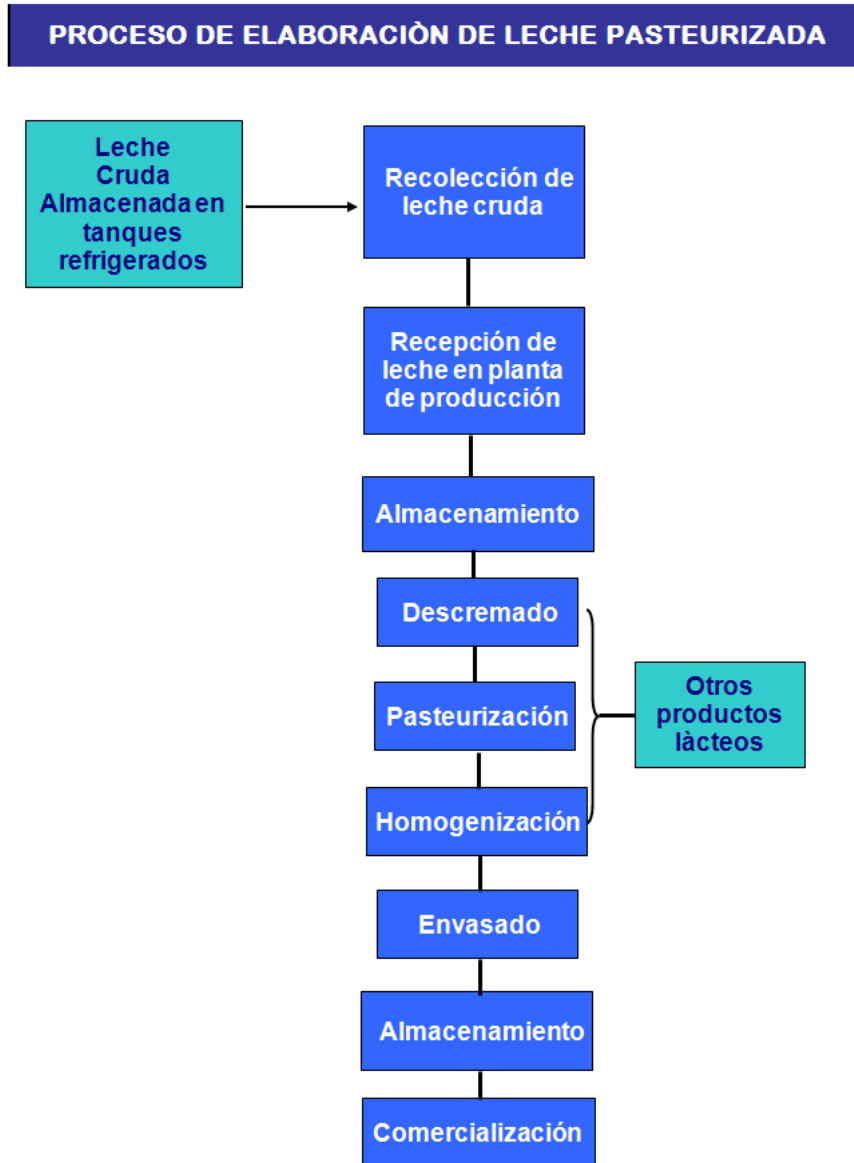 PROCESO DE ELABORACIÒN DE LECHE PASTEURIZADA
Leche
Cruda
Almacenada en
tanques
refrigerados
Recolección de
leche cruda
Recepción de
leche en planta
de producción
Almacenamiento
Descremado
Pasteurización
Otros
productos
làcteos
Homogenización
Envasado
Almacenamiento
Comercialización